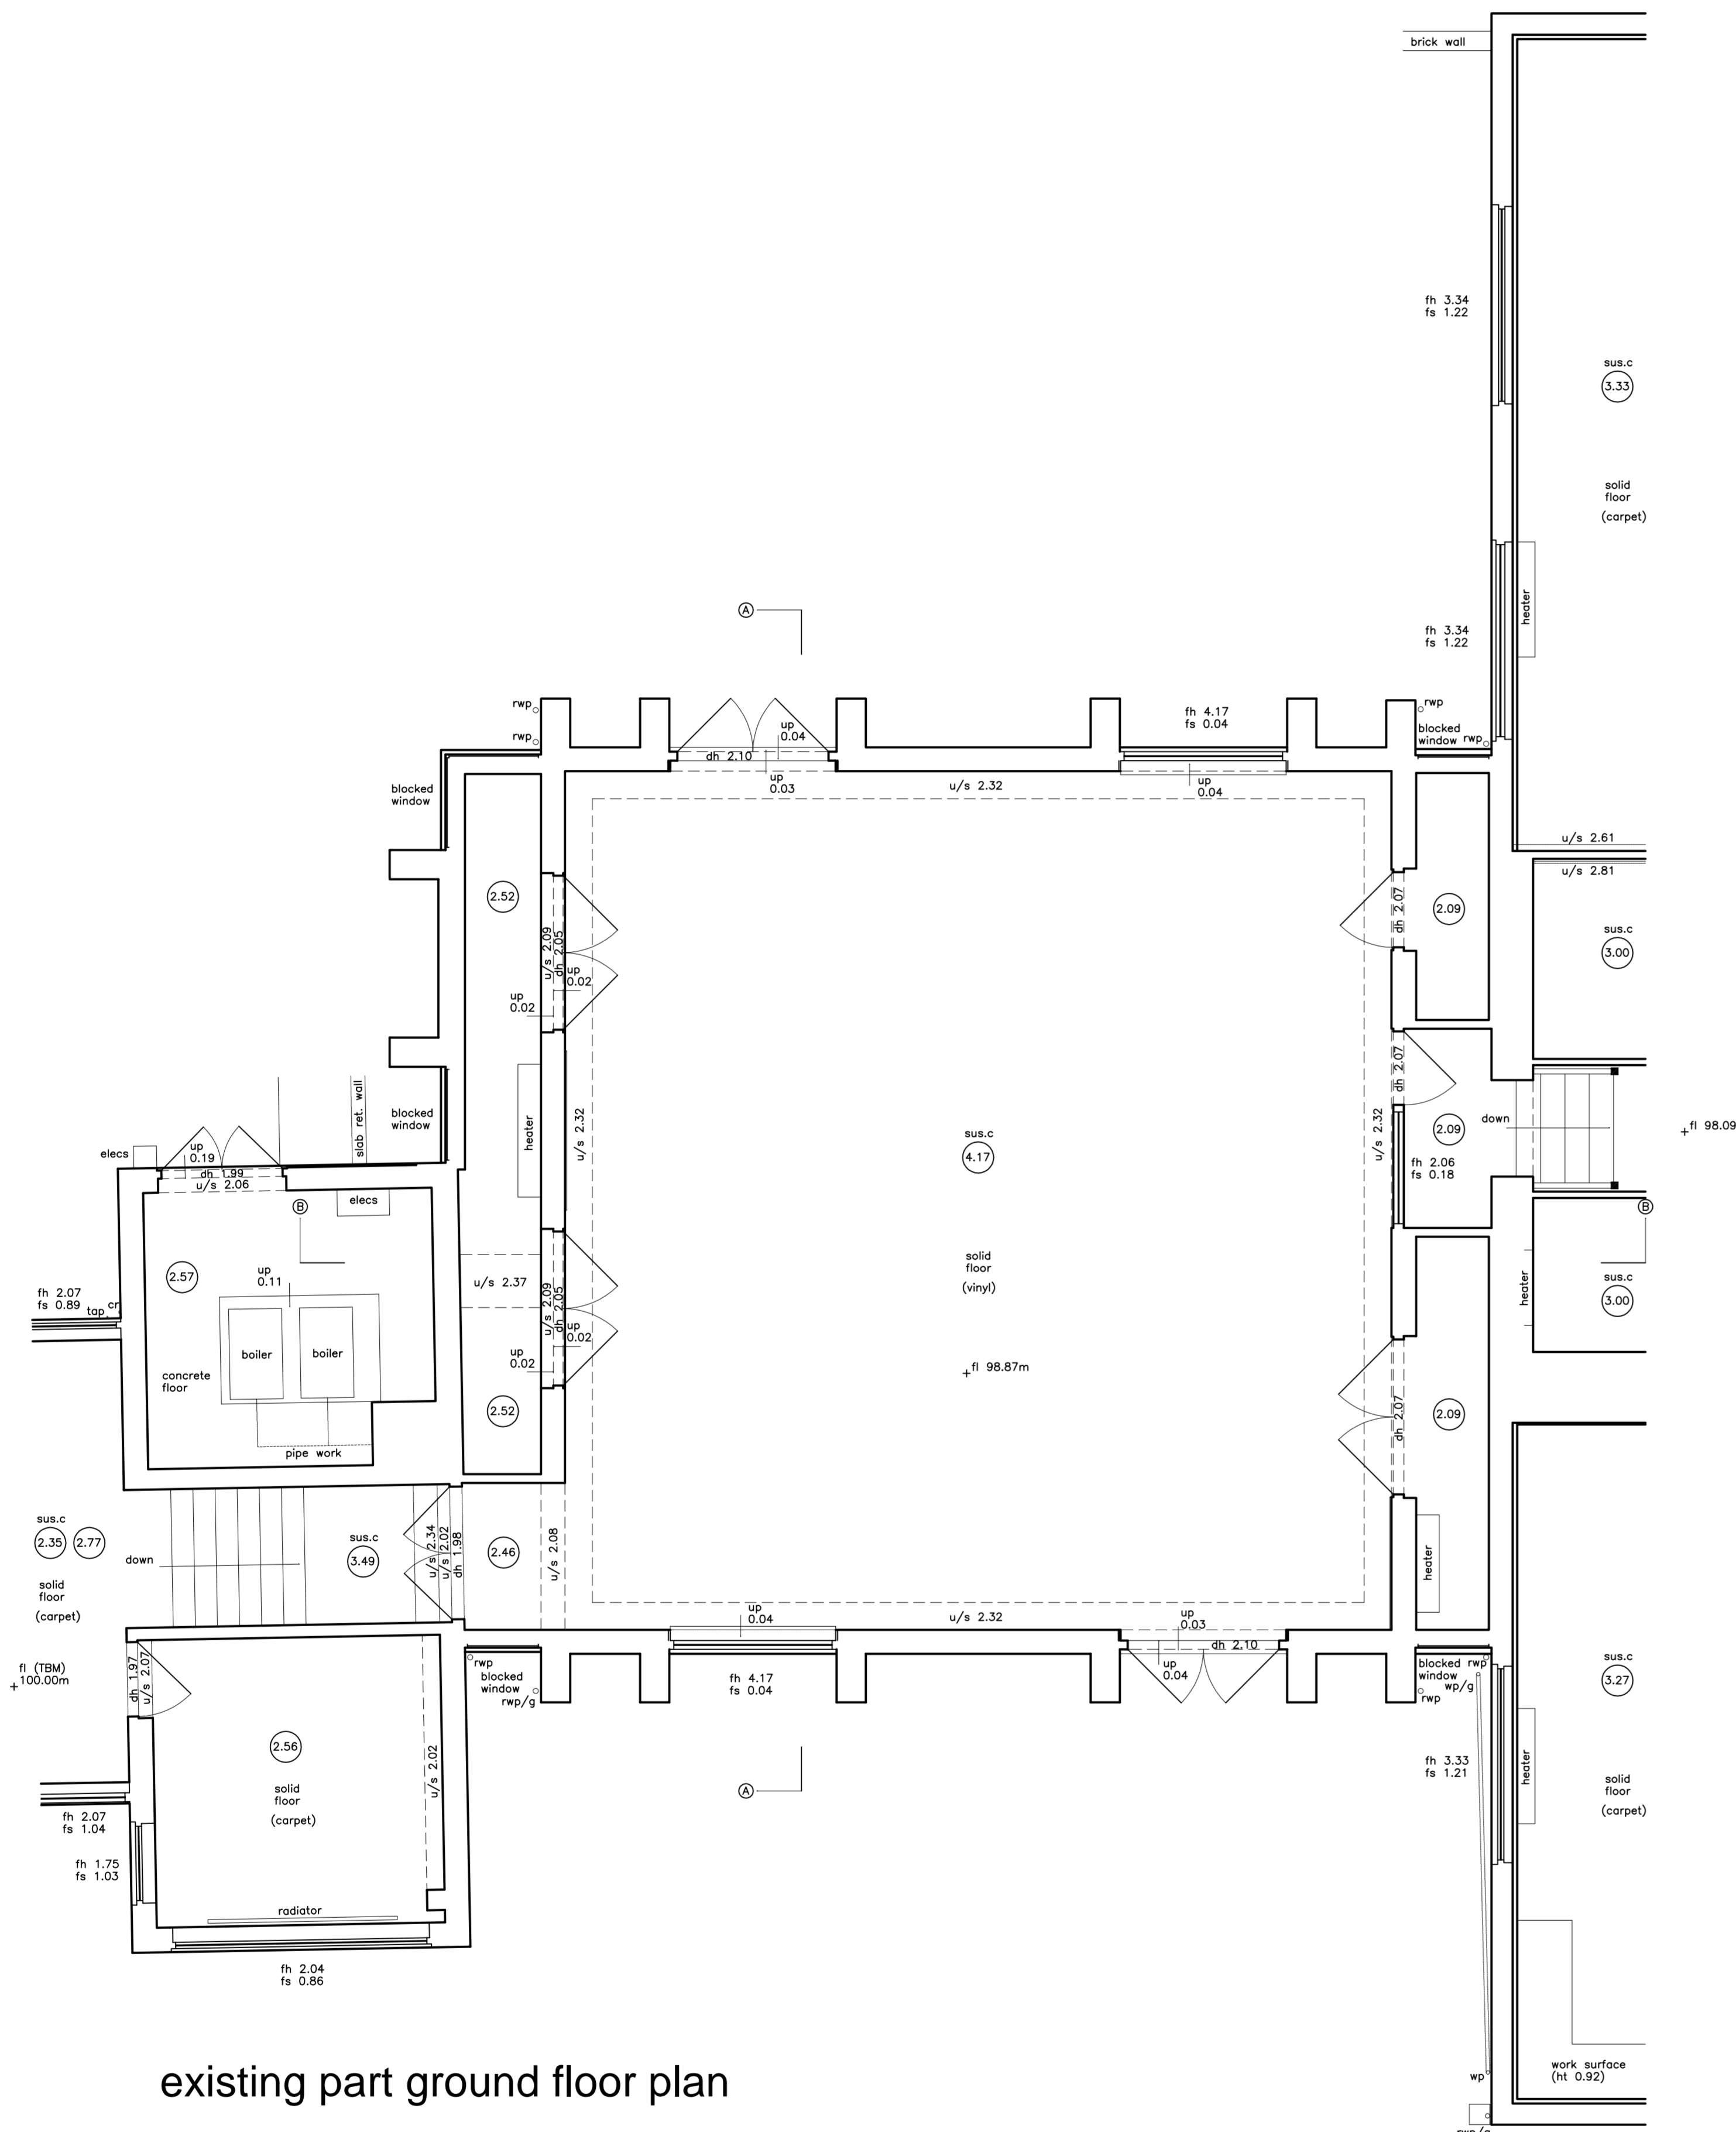 brick wall
fh 3.34
fs 1.22
sus.c
3.33
solid
floor
(carpet)
heater
fh 3.34
fs 1.22
A
rwp
rwp
up
0.04
dh 2.10
up
0.03
u/s 2.32
fh 4.17
fs 0.04
up
0.04
rwp
blocked
window
rwp
blocked
window
u/s 2.61
u/s 2.81
2.52
u/s 2.09
dh 2.05
up
0.02
up
0.02
dh 2.07
2.09
sus.c
3.00
blocked
window
slab ret. wall
heater
u/s 2.32
sus.c
4.17
u/s 2.32
dh 2.07
2.09
fh 2.06
fs 0.18
down
fl 98.09
elecs
up
0.19
dh 1.99
u/s 2.06
elecs
B
B
2.57
up
0.11
u/s 2.37
solid
floor
(vinyl)
heater
sus.c
3.00
fh 2.07
fs 0.89
tap
cr
boiler
boiler
concrete
floor
pipe work
u/s 2.09
dh 2.05
up
0.02
up
0.02
2.52
fl 98.87m
dh 2.07
2.09
sus.c
2.35
2.77
down
sus.c
3.49
u/s 2.34
u/s 2.02
dh 1.98
2.46
u/s 2.08
heater
solid
floor
(carpet)
up
0.04
u/s 2.32
up
0.03
dh 2.10
up
0.04
fl (TBM)
100.00m
dh 1.97
u/s 2.07
rwp
blocked
window
rwp/g
fh 4.17
fs 0.04
blocked
window
rwp
wp/g
rwp
sus.c
3.27
2.56
u/s 2.02
solid
floor
(carpet)
A
fh 3.33
fs 1.21
heater
solid
floor
(carpet)
fh 2.07
fs 1.04
fh 1.75
fs 1.03
radiator
fh 2.04
fs 0.86
existing part ground floor plan
work surface
(ht 0.92)
wp
rwp/g